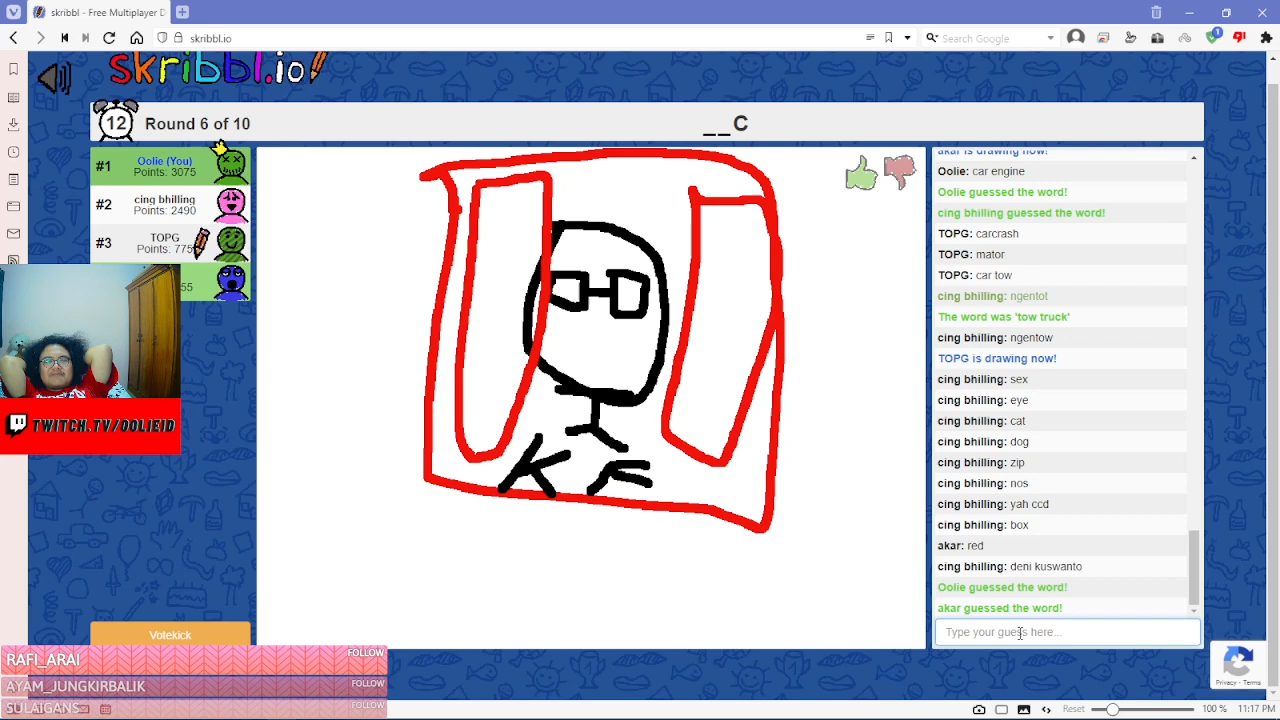 skribbl - Free Multiplayer D
skribbl.io
Search Google
1
skribbl.io
12
Round 6 of 10
__C
#1
Oolie (You)
Points: 3075
#2
cing bhilling
Points: 2490
#3
TOPG
Points: 775
55
TWITCH.TV/OOLIEID
K F
akar is drawing now!
Oolie: car engine
Oolie guessed the word!
cing bhilling guessed the word!
TOPG: carcrash
TOPG: mator
TOPG: car tow
cing bhilling: ngentot
The word was 'tow truck'
cing bhilling: ngentow
TOPG is drawing now!
cing bhilling: sex
cing bhilling: eye
cing bhilling: cat
cing bhilling: dog
cing bhilling: zip
cing bhilling: nos
cing bhilling: yah ccd
cing bhilling: box
akar: red
cing bhilling: deni kuswanto
Oolie guessed the word!
akar guessed the word!
Type your guess here...
Votekick
RAFI_ARAI
FOLLOW
AYAM_JUNGKIRBALIK
FOLLOW
SULAIGANS
FOLLOW
Privacy - Terms
Reset
100 %
11:17 PM